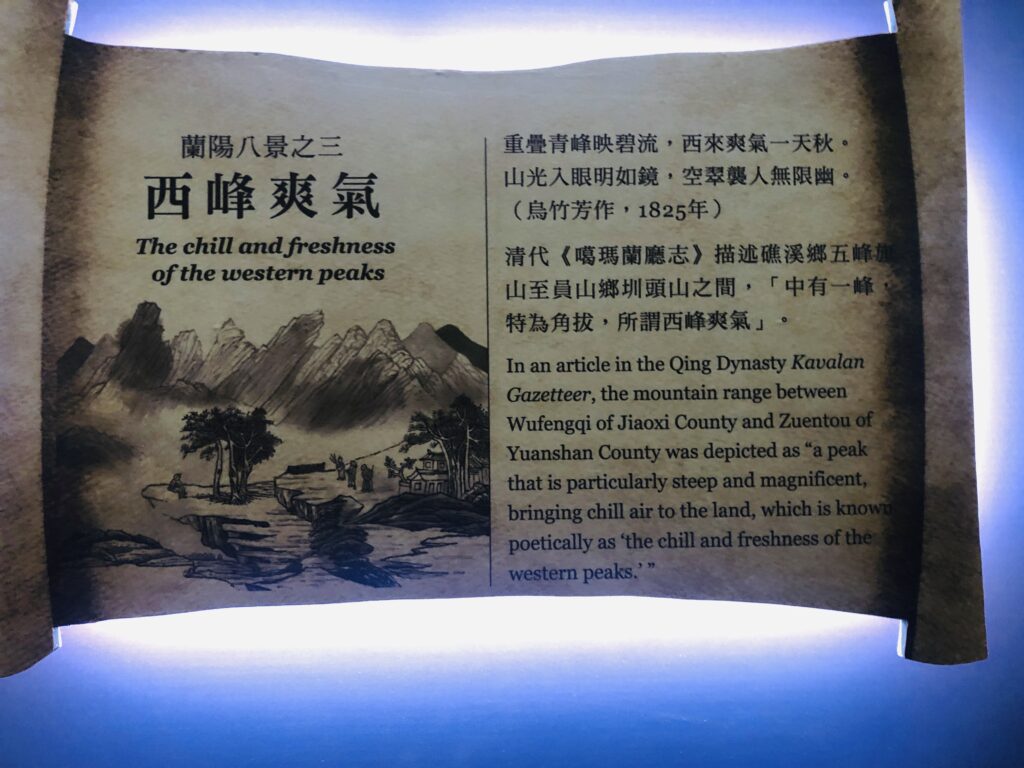 蘭陽八景之三
西峰爽氣
The chill and freshness
of the western peaks
重疊青峰映碧流，西來爽氣一天秋。
山光入眼明如鏡，空翠襲人無限幽。
（烏竹芳作，1825年）
清代《噶瑪蘭廳志》描述礁溪鄉五峰旗
山至員山鄉圳頭山之間，「中有一峰，
特為角拔，所謂西峰爽氣」。
In an article in the Qing Dynasty Kavalan
Gazetteer, the mountain range between
Wufengqi of Jiaoxi County and Zuentou of
Yuanshan County was depicted as “a peak
that is particularly steep and magnificent,
bringing chill air to the land, which is known
poetically as ‘the chill and freshness of the
western peaks.’ ”